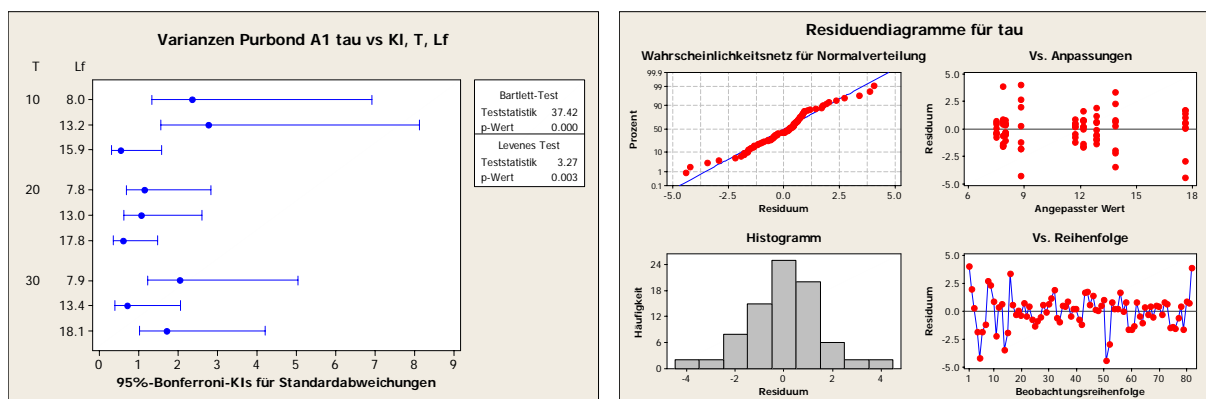 Varianzen Purbond A1 tau vs KI, T, Lf
T Lf
10 8.0
13.2
15.9
20 7.8
13.0
17.8
30 7.9
13.4
18.1
0 1 2 3 4 5 6 7 8 9
95%-Bonferroni-KIs für Standardabweichungen
Bartlett-Test
Teststatistik 37.42
p-Wert 0.000
Levenes Test
Teststatistik 3.27
p-Wert 0.003
Residuendiagramme für tau
Wahrscheinlichkeitsnetz für Normalverteilung
Prozent
99.9
99
90
50
10
1
0.1
-5.0 -2.5 0.0 2.5 5.0
Residuum
Vs. Anpassungen
Residuum
5.0
2.5
0.0
-2.5
-5.0
6 9 12 15 18
Angepasster Wert
Histogramm
Häufigkeit
24
18
12
6
0
-4 -2 0 2 4
Residuum
Vs. Reihenfolge
Residuum
5.0
2.5
0.0
-2.5
-5.0
1 10 20 30 40 50 60 70 80
Beobachtungsreihenfolge